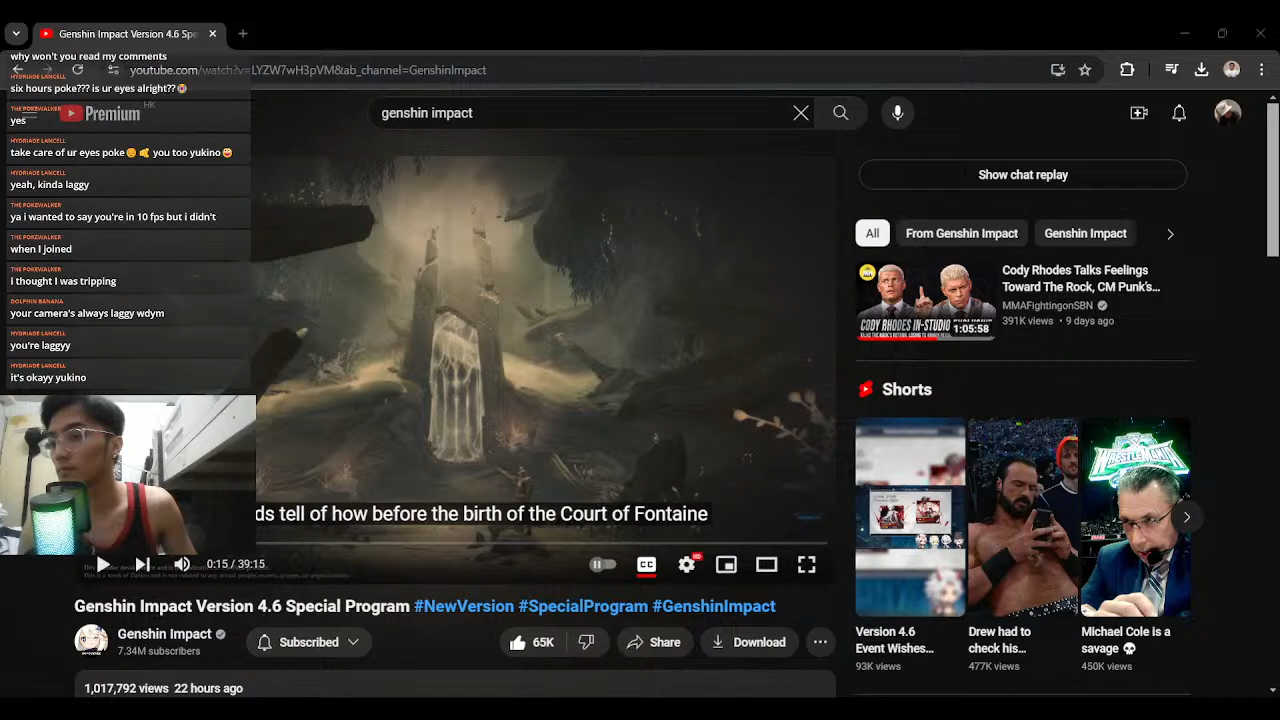 Genshin Impact Version 4.6 Spe
why won't you read my comments
youtube.com/watch?v=LYZW7wH3pVM&ab_channel=GenshinImpact
HYDRIADE LANCELL
six hours poke??? is ur eyes alright??😭
THE POKEWALKER
yes
Premium HK
genshin impact
HYDRIADE LANCELL
take care of ur eyes poke😊🤙 you too yukino😄
HYDRIADE LANCELL
yeah, kinda laggy
THE POKEWALKER
ya i wanted to say you're in 10 fps but i didn't
THE POKEWALKER
when I joined
THE POKEWALKER
i thought I was tripping
DOLPHIN BANANA
your camera's always laggy wdym
HYDRIADE LANCELL
you're laggyy
HYDRIADE LANCELL
it's okayy yukino
ds tell of how before the birth of the Court of Fontaine
0:15 / 39:15
CC
HD
Genshin Impact Version 4.6 Special Program #NewVersion #SpecialProgram #GenshinImpact
Genshin Impact
7.34M subscribers
Subscribed
65K
Share
Download
1,017,792 views 22 hours ago
Show chat replay
All
From Genshin Impact
Genshin Impact
CODY RHODES IN-STUDIO
1:05:58
Cody Rhodes Talks Feelings
Toward The Rock, CM Punk's...
MMAFightingonSBN
391K views • 9 days ago
Shorts
WRESTLEMANIA
Version 4.6
Event Wishes...
93K views
Drew had to
check his...
477K views
Michael Cole is a
savage 💀
450K views